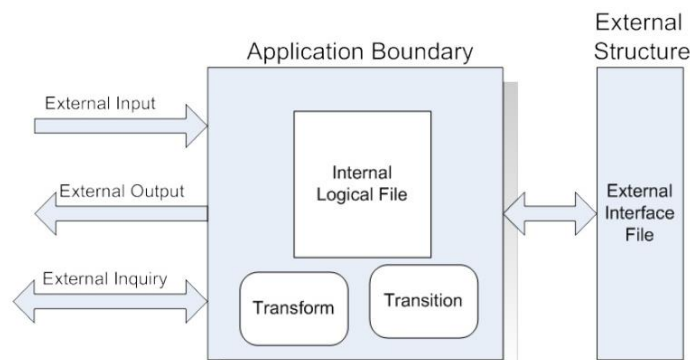 External
Structure
Application Boundary
External Input
Internal
Logical File
External Output
External
Interface
File
External Inquiry
Transform
Transition